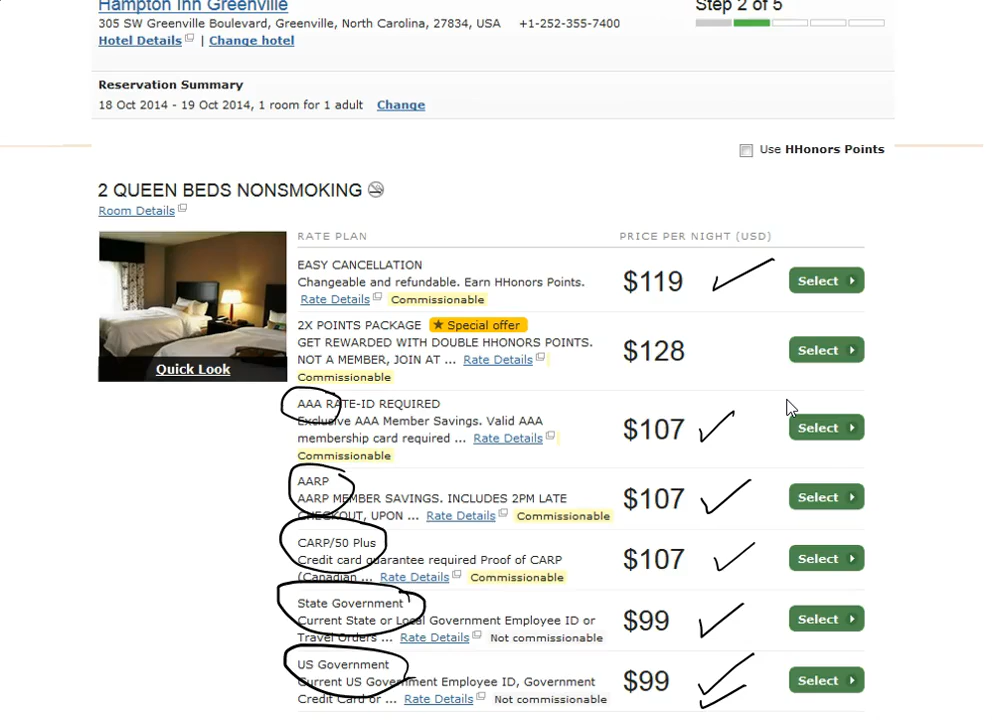 Hampton Inn Greenville
Step 2 of 5
305 SW Greenville Boulevard, Greenville, North Carolina, 27834, USA +1-252-355-7400
Hotel Details | Change hotel
Reservation Summary
18 Oct 2014 - 19 Oct 2014, 1 room for 1 adult Change
Use HHonors Points
2 QUEEN BEDS NONSMOKING
Room Details
RATE PLAN PRICE PER NIGHT (USD)
EASY CANCELLATION
Changeable and refundable. Earn HHonors Points.
Rate Details Commissionable
$119
Select
2X POINTS PACKAGE ★ Special offer
GET REWARDED WITH DOUBLE HHONORS POINTS.
NOT A MEMBER, JOIN AT ... Rate Details
Commissionable
$128
Select
Quick Look
AAA RATE-ID REQUIRED
Exclusive AAA Member Savings. Valid AAA
membership card required ... Rate Details
Commissionable
$107
Select
AARP
AARP MEMBER SAVINGS. INCLUDES 2PM LATE
CHECKOUT, UPON ... Rate Details Commissionable
$107
Select
CARP/50 Plus
Credit card guarantee required Proof of CARP
(Canadian ... Rate Details Commissionable
$107
Select
State Government
Current State or Local Government Employee ID or
Travel Orders ... Rate Details Not commissionable
$99
Select
US Government
Current US Government Employee ID, Government
Credit Card or ... Rate Details Not commissionable
$99
Select